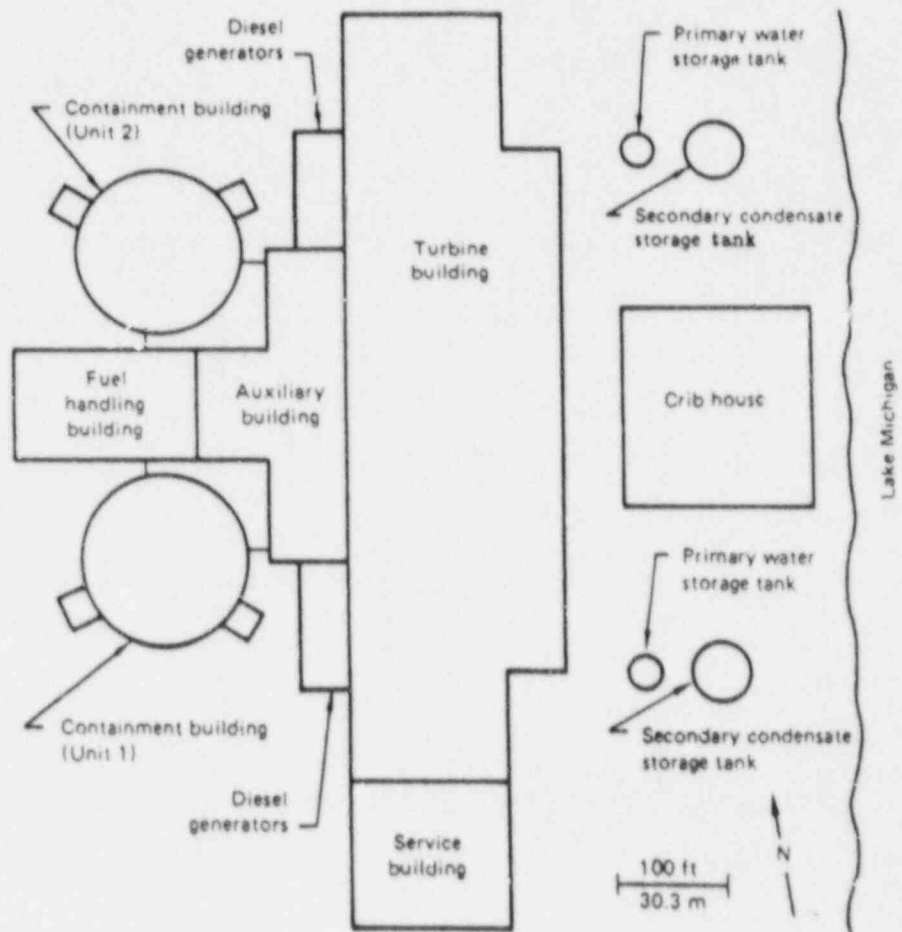 Diesel
generators
Primary water
storage tank
Containment building
(Unit 2)
Secondary condensate
storage tank
Turbine
building
Fuel
handling
building
Auxiliary
building
Crib house
Lake Michigan
Primary water
storage tank
Containment building
(Unit 1)
Secondary condensate
storage tank
Diesel
generators
Service
building
N
100 ft
30.3 m